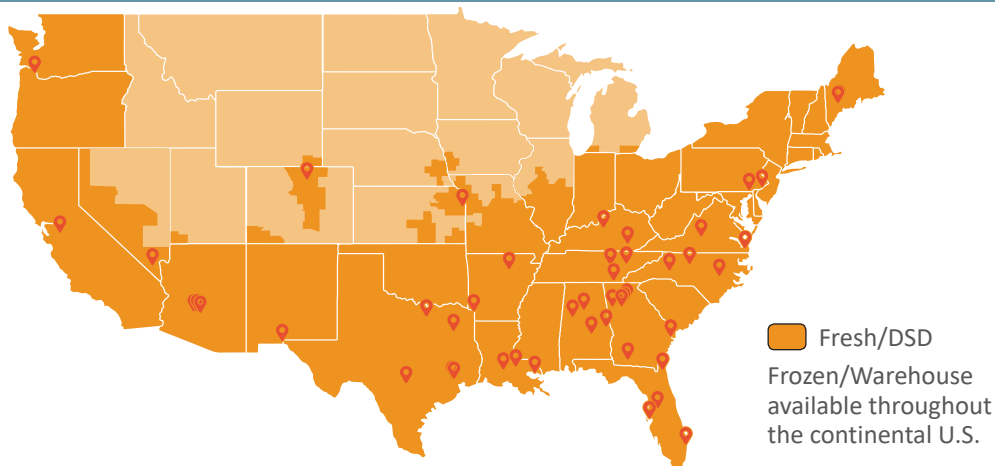 Fresh/DSD
Frozen/Warehouse
available throughout
the continental U.S.